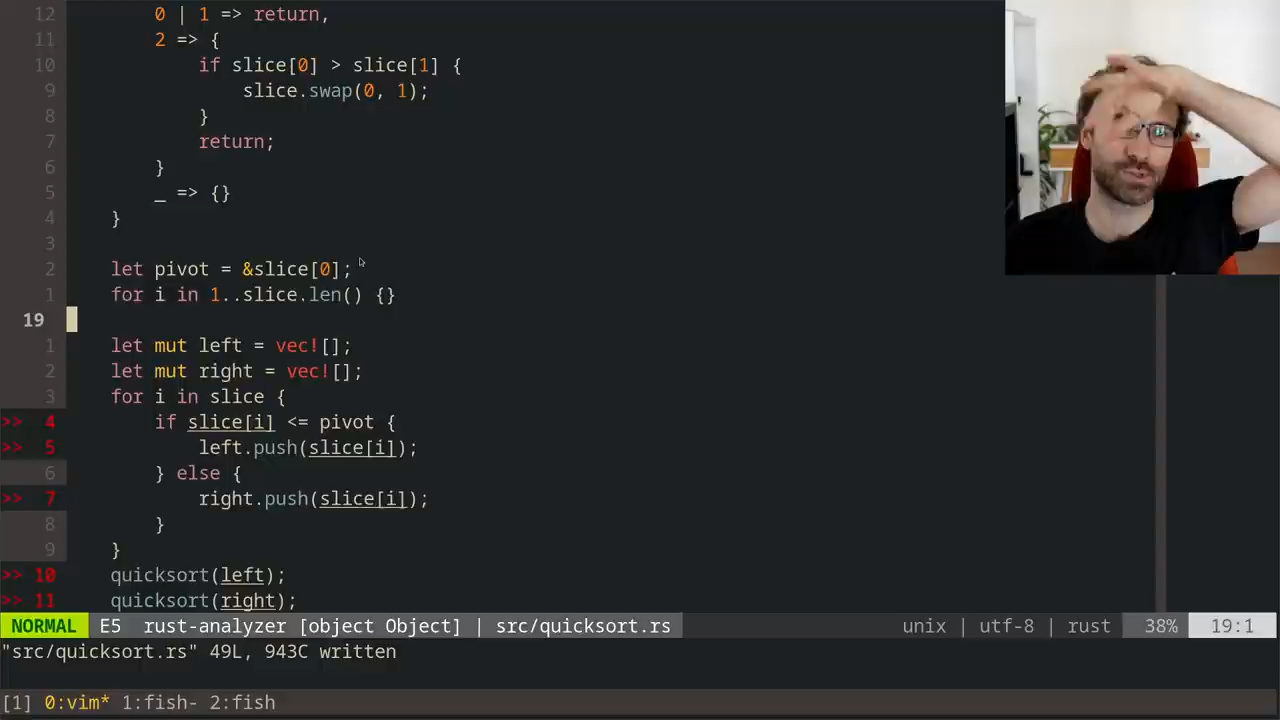 12 0 | 1 => return,
11 2 => {
10 if slice[0] > slice[1] {
9 slice.swap(0, 1);
8 }
7 return;
6 }
5 _ => {}
4 }
3
2 let pivot = &slice[0];
1 for i in 1..slice.len() {}
19
1 let mut left = vec![];
2 let mut right = vec![];
3 for i in slice {
>> 4 if slice[i] <= pivot {
>> 5 left.push(slice[i]);
6 } else {
>> 7 right.push(slice[i]);
8 }
9 }
>> 10 quicksort(left);
>> 11 quicksort(right);
NORMAL E5 rust-analyzer [object Object] | src/quicksort.rs unix | utf-8 | rust 38% 19:1
"src/quicksort.rs" 49L, 943C written
[1] 0:vim* 1:fish- 2:fish